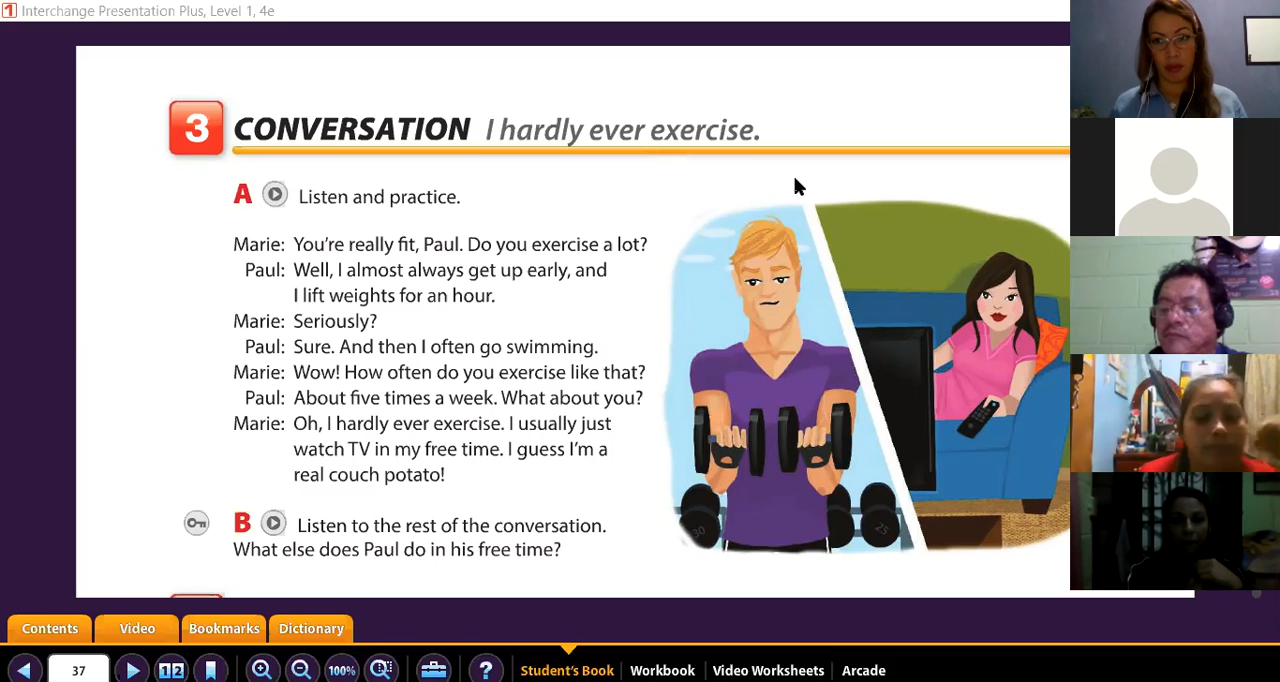 1 Interchange Presentation Plus, Level 1, 4e
3 CONVERSATION I hardly ever exercise.
A Listen and practice.
Marie: You're really fit, Paul. Do you exercise a lot?
Paul: Well, I almost always get up early, and
I lift weights for an hour.
Marie: Seriously?
Paul: Sure. And then I often go swimming.
Marie: Wow! How often do you exercise like that?
Paul: About five times a week. What about you?
Marie: Oh, I hardly ever exercise. I usually just
watch TV in my free time. I guess I'm a
real couch potato!
30
25
B Listen to the rest of the conversation.
What else does Paul do in his free time?
Contents Video Bookmarks Dictionary
37 1 2 100% ? Student's Book Workbook Video Worksheets Arcade